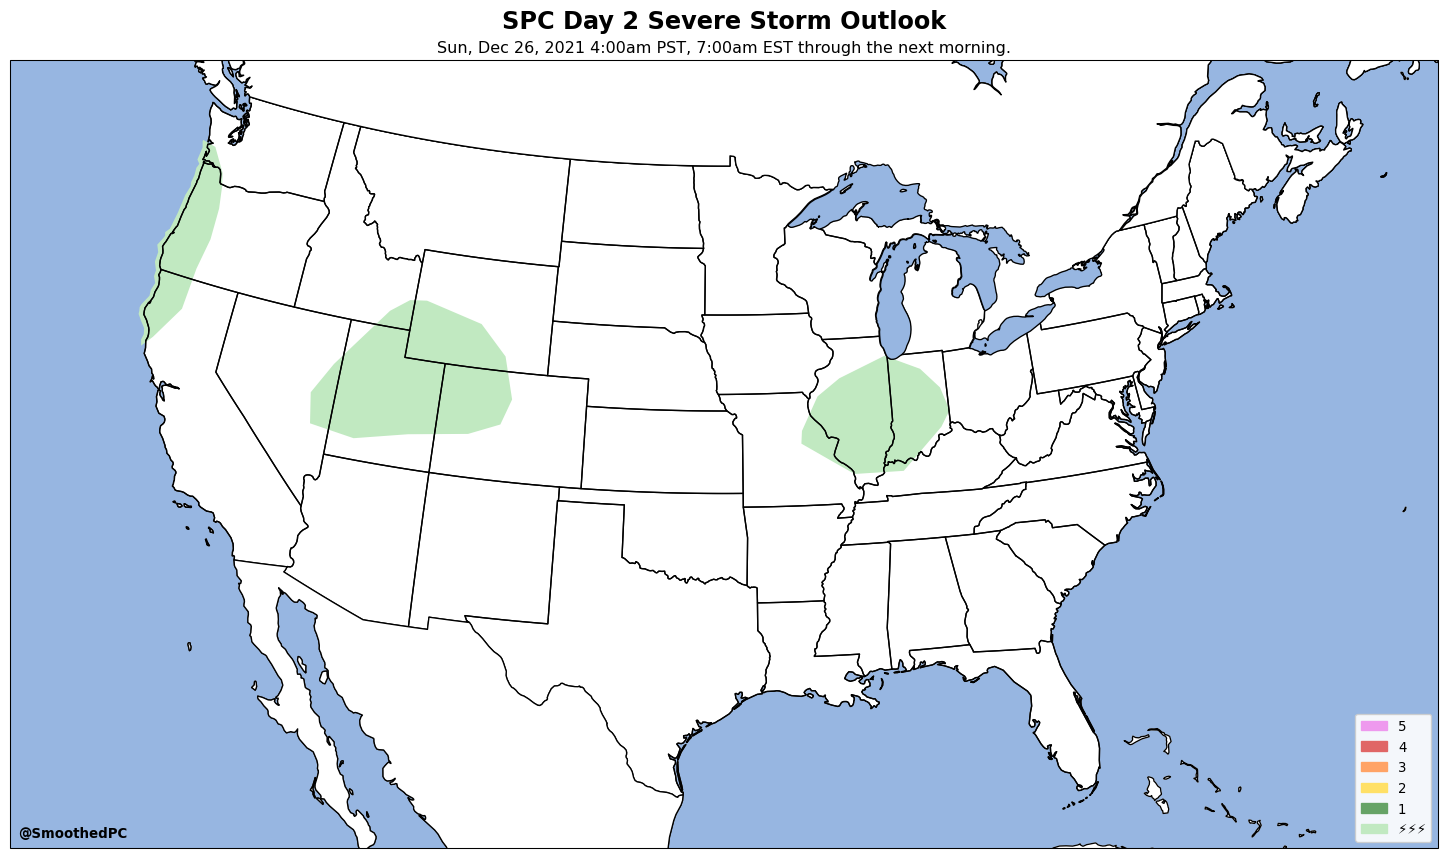 SPC Day 2 Severe Storm Outlook
Sun, Dec 26, 2021 4:00am PST, 7:00am EST through the next morning.
5
4
3
2
1
⚡⚡⚡
@SmoothedPC